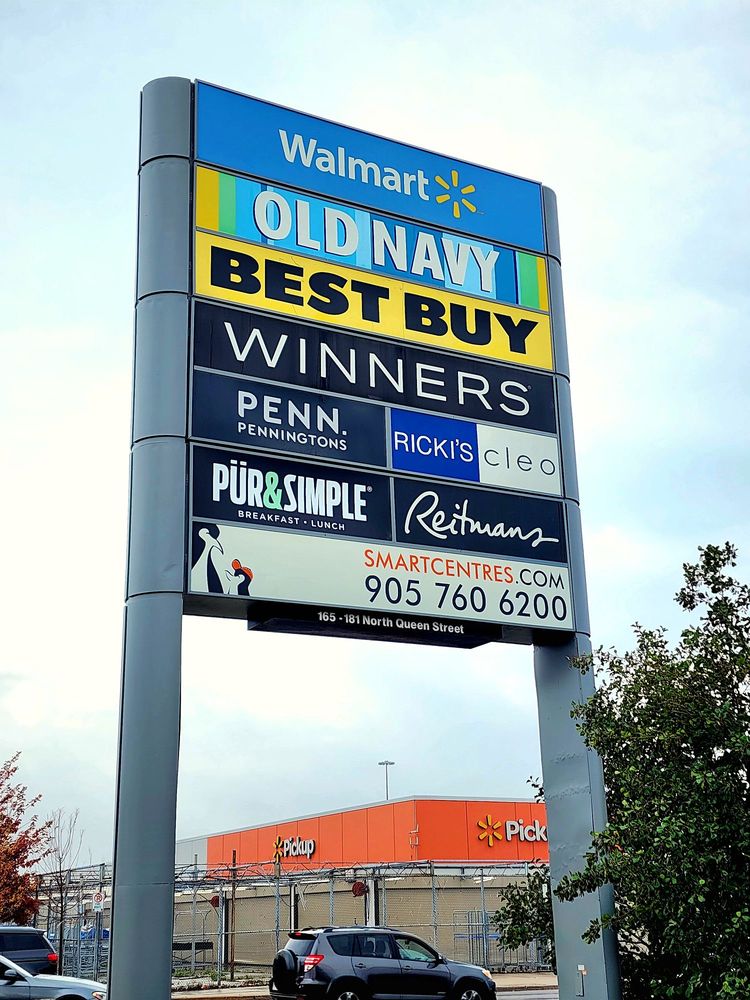 Walmart
OLD NAVY
BEST BUY
WINNERS
PENN.
PENNINGTONS
RICKI'S cleo
PÜR&SIMPLE®
BREAKFAST • LUNCH
Reitmans
SMARTCENTRES.COM
905 760 6200
165 - 181 North Queen Street
Pickup
Pick